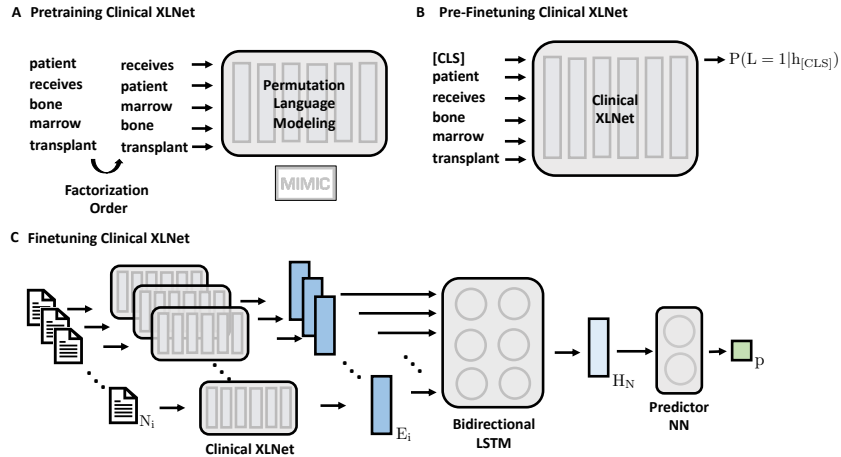 A Pretraining Clinical XLNet
patient
receives
bone
marrow
transplant
receives
patient
marrow
bone
transplant
Factorization
Order
Permutation
Language
Modeling
MIMIC
B Pre-Finetuning Clinical XLNet
[CLS]
patient
receives
bone
marrow
transplant
Clinical
XLNet
P(L = 1|h[CLS])
C Finetuning Clinical XLNet
Ni
Clinical XLNet
Ei
Bidirectional
LSTM
HN
Predictor
NN
p